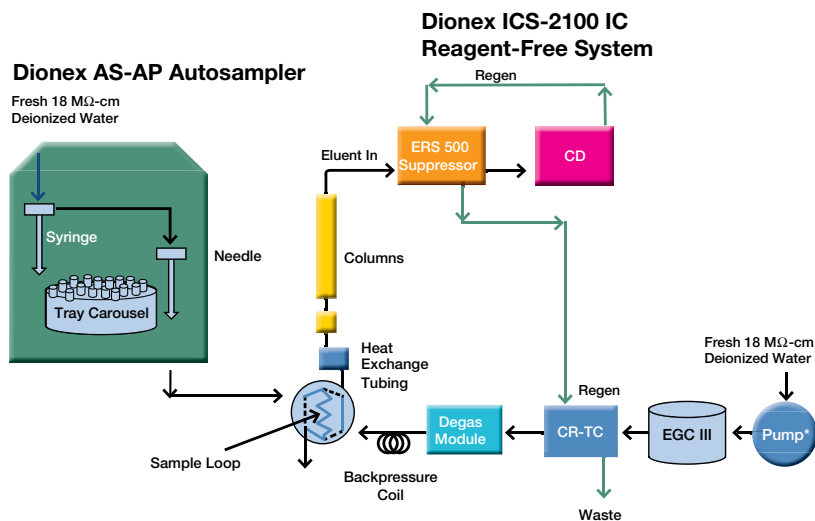 Dionex ICS-2100 IC
Reagent-Free System
Dionex AS-AP Autosampler
Fresh 18 MΩ-cm
Deionized Water
Regen
ERS 500
Suppressor
CD
Eluent In
Syringe
Needle
Columns
Tray Carousel
Heat
Exchange
Tubing
Fresh 18 MΩ-cm
Deionized Water
Regen
Degas
Module
CR-TC
EGC III
Pump*
Sample Loop
Backpressure
Coil
Waste